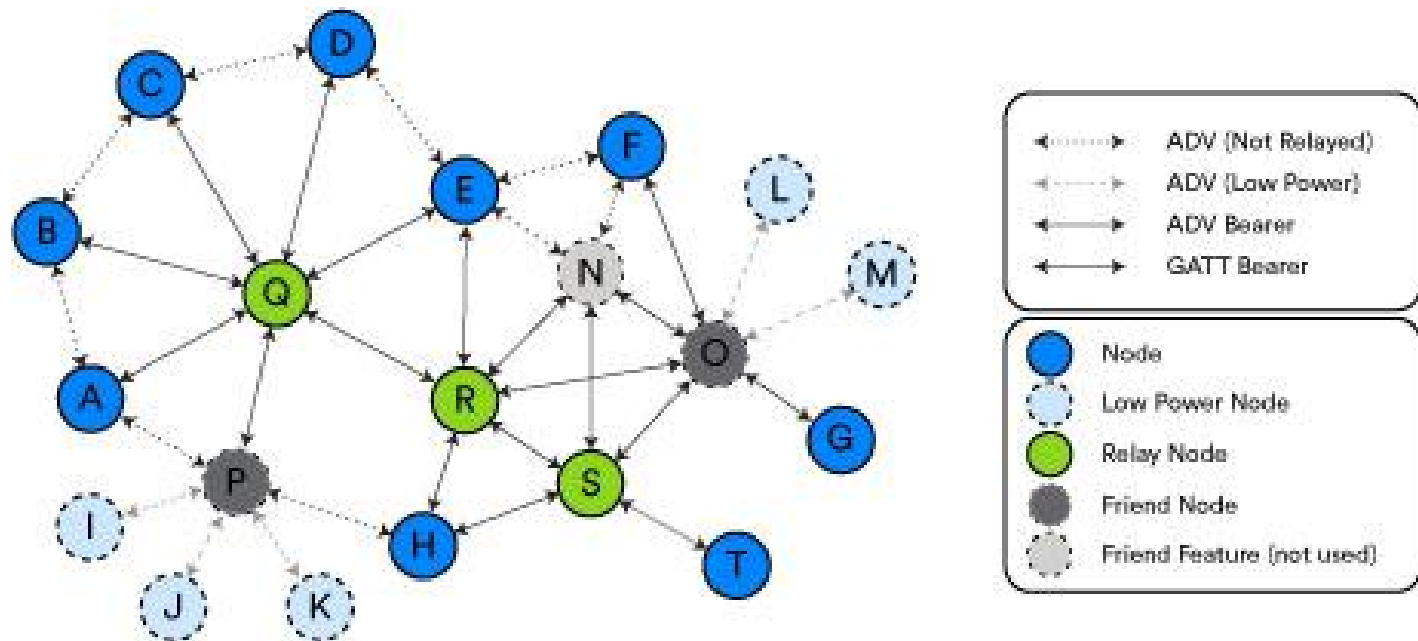 D
C
F
E
L
B
N
M
Q
O
A
R
G
P
S
I
H
T
J
K
ADV (Not Relayed)
ADV (Low Power)
ADV Bearer
GATT Bearer
Node
Low Power Node
Relay Node
Friend Node
Friend Feature (not used)